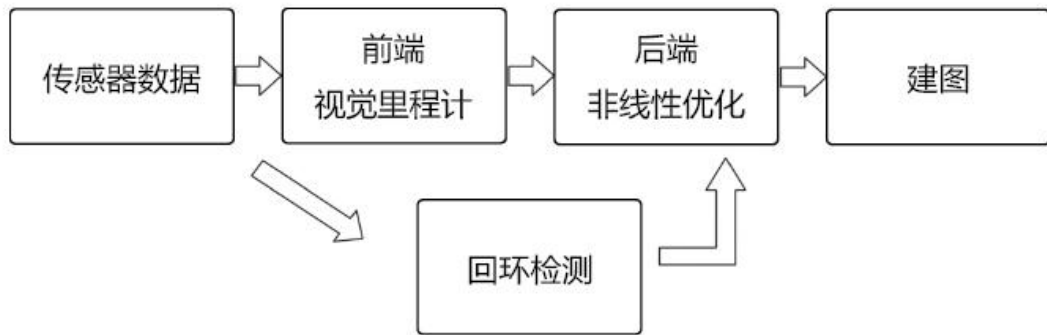 传感器数据
前端
视觉里程计
后端
非线性优化
建图
回环检测